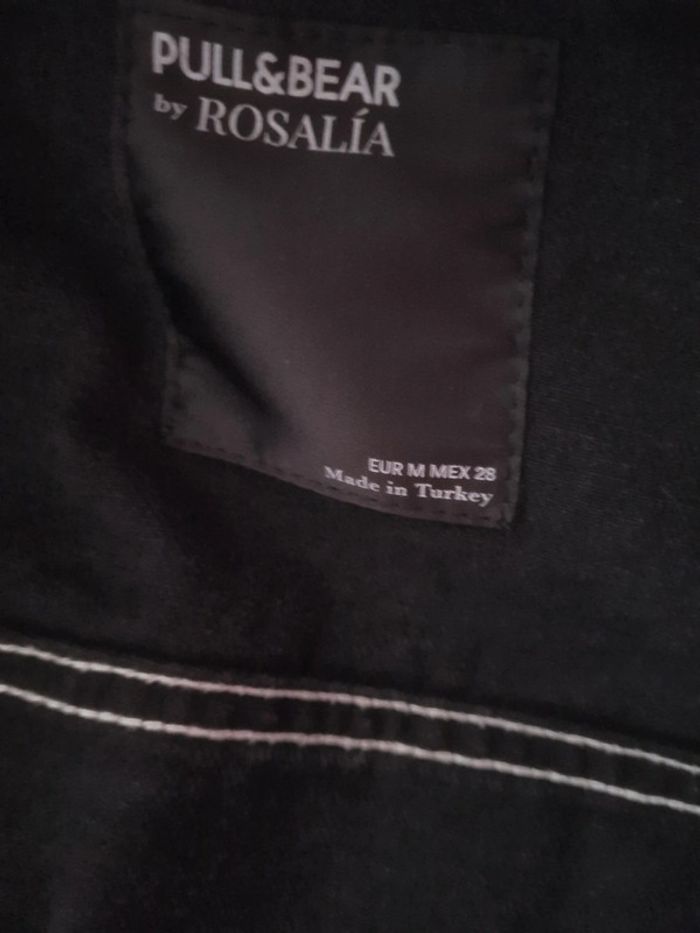 PULL&BEAR
by ROSALÍA
EUR M MEX 28
Made in Turkey